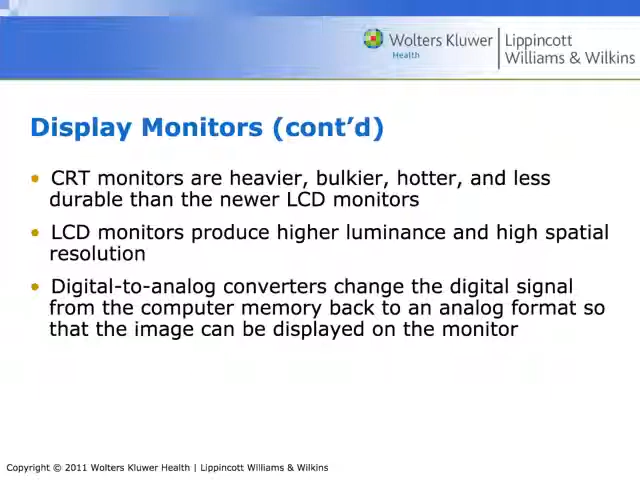 Wolters Kluwer
Health
Lippincott
Williams & Wilkins
Display Monitors (cont’d)
• CRT monitors are heavier, bulkier, hotter, and less
durable than the newer LCD monitors
• LCD monitors produce higher luminance and high spatial
resolution
• Digital-to-analog converters change the digital signal
from the computer memory back to an analog format so
that the image can be displayed on the monitor
Copyright © 2011 Wolters Kluwer Health | Lippincott Williams & Wilkins